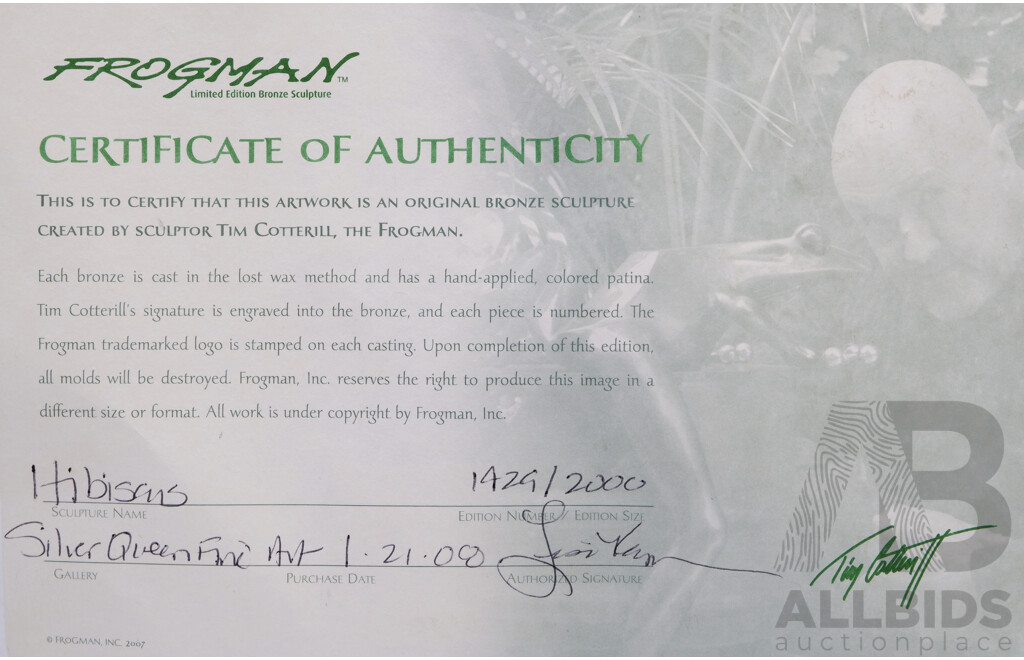 FROGMAN™
Limited Edition Bronze Sculpture
CERTIFICATE OF AUTHENTICITY
THIS IS TO CERTIFY THAT THIS ARTWORK IS AN ORIGINAL BRONZE SCULPTURE
CREATED BY SCULPTOR TIM COTTERILL, THE FROGMAN.
Each bronze is cast in the lost wax method and has a hand-applied, colored patina.
Tim Cotterill's signature is engraved into the bronze, and each piece is numbered. The
Frogman trademarked logo is stamped on each casting. Upon completion of this edition,
all molds will be destroyed. Frogman, Inc. reserves the right to produce this image in a
different size or format. All work is under copyright by Frogman, Inc.
Hibiscus 1429/2000
SCULPTURE NAME EDITION NUMBER / EDITION SIZE
Silver Queen Fine Art 1.21.08
GALLERY PURCHASE DATE AUTHORIZED SIGNATURE
Tim Cotterill
© FROGMAN, INC. 2007
AB
ALLBIDS
auctionplace